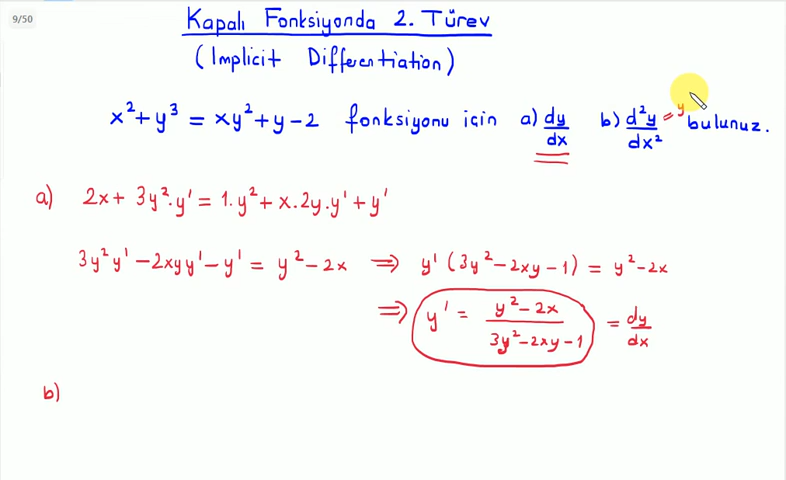 9/50
Kapalı Fonksiyonda 2. Türev
(Implicit Differentiation)
x² + y³ = xy² + y - 2 fonksiyonu için a) dy/dx b) d²y/dx² = y bulunuz.
a) 2x + 3y².y' = 1.y² + x.2y.y' + y'
3y²y' - 2xyy' - y' = y² - 2x ⇒ y'(3y² - 2xy - 1) = y² - 2x
⇒ y' = (y² - 2x)/(3y² - 2xy - 1) = dy/dx
b)